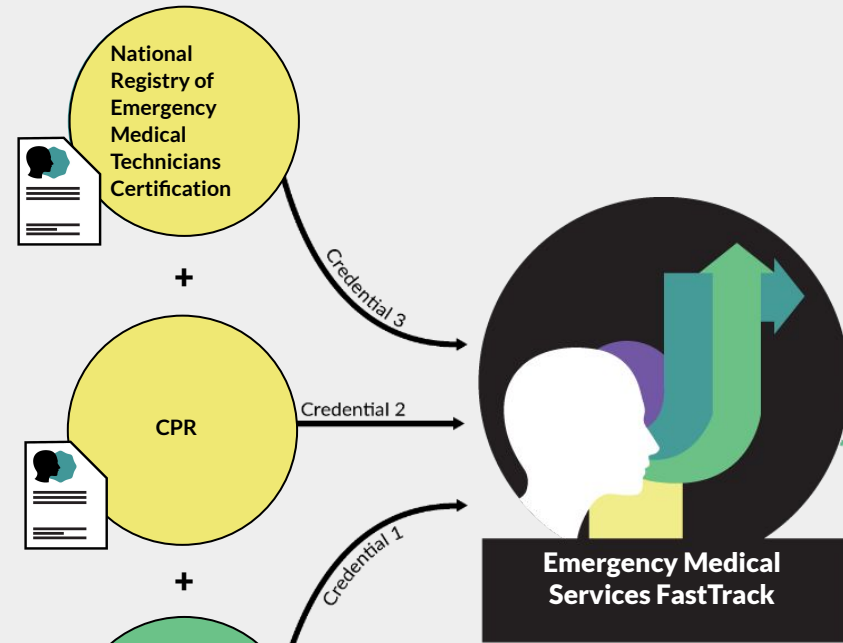 National
Registry of
Emergency
Medical
Technicians
Certification
+
Credential 3
CPR
Credential 2
+
Credential 1
Emergency Medical
Services FastTrack